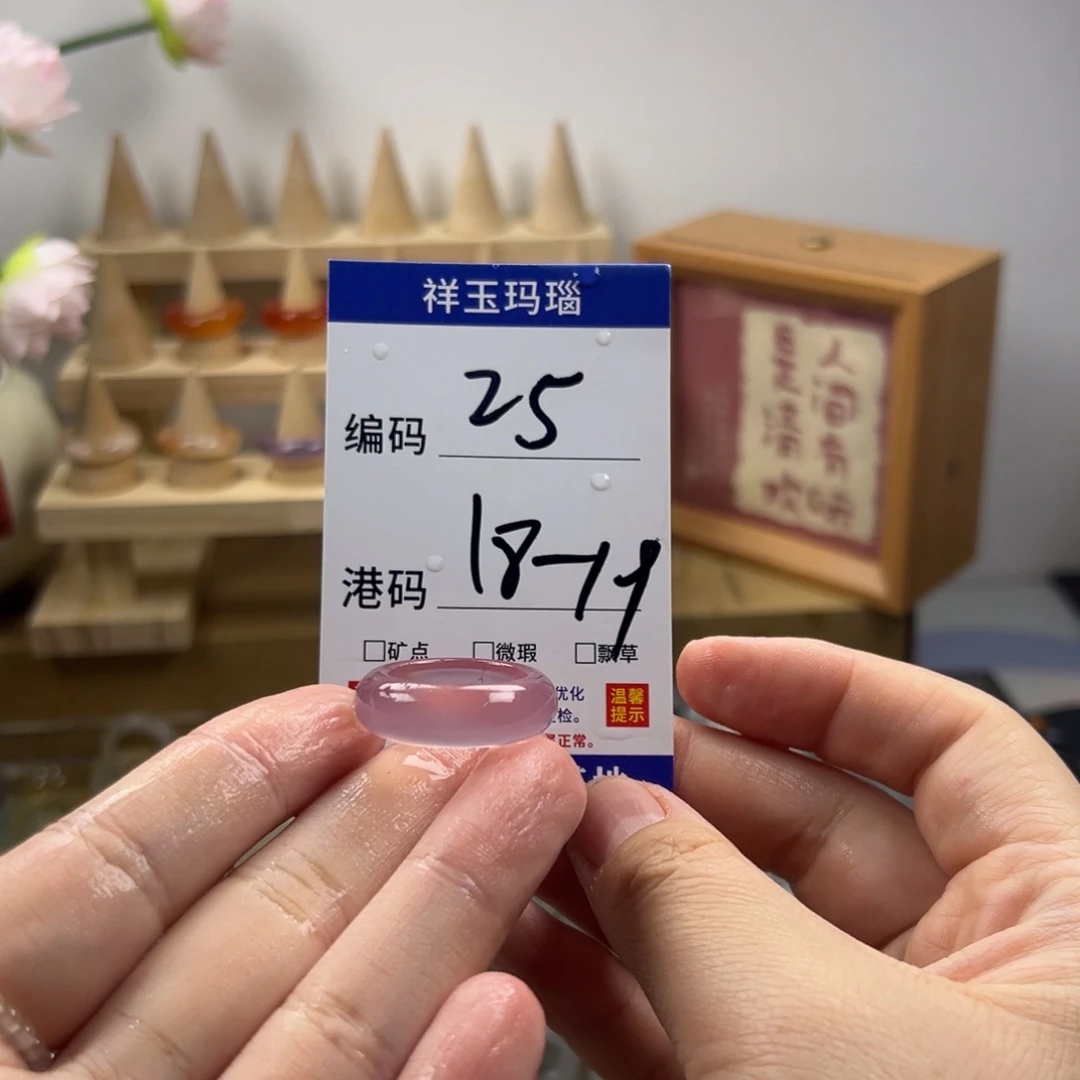 祥玉玛瑙
编码 25
港码 18-19
□矿点 □微瑕 □飘草
优化 温馨
检。 提示
正常。
人间有味
是清欢